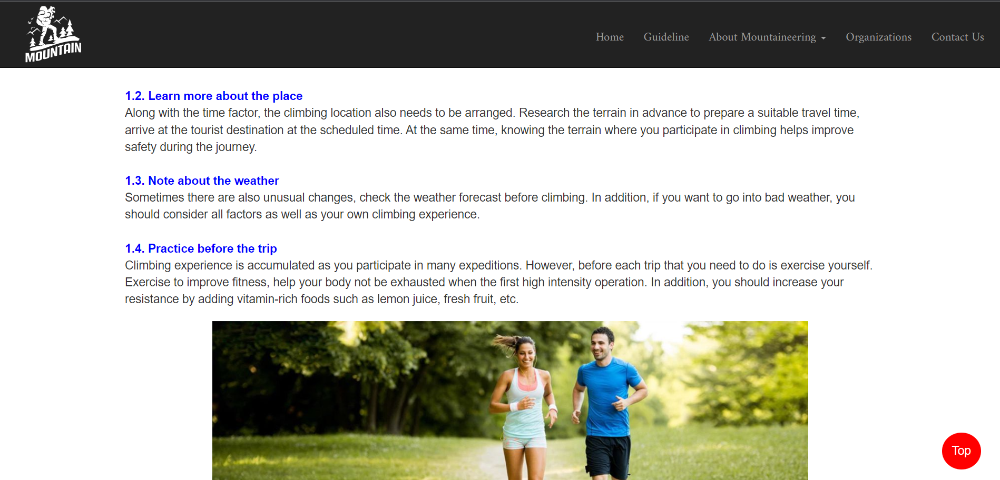 MOUNTAIN
Home Guideline About Mountaineering Organizations Contact Us
1.2. Learn more about the place
Along with the time factor, the climbing location also needs to be arranged. Research the terrain in advance to prepare a suitable travel time,
arrive at the tourist destination at the scheduled time. At the same time, knowing the terrain where you participate in climbing helps improve
safety during the journey.
1.3. Note about the weather
Sometimes there are also unusual changes, check the weather forecast before climbing. In addition, if you want to go into bad weather, you
should consider all factors as well as your own climbing experience.
1.4. Practice before the trip
Climbing experience is accumulated as you participate in many expeditions. However, before each trip that you need to do is exercise yourself.
Exercise to improve fitness, help your body not be exhausted when the first high intensity operation. In addition, you should increase your
resistance by adding vitamin-rich foods such as lemon juice, fresh fruit, etc.
Top